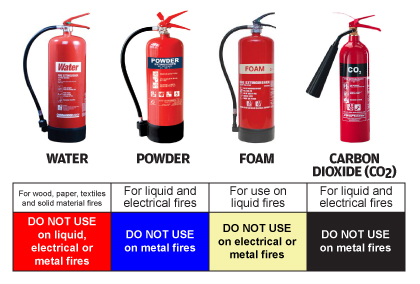 Water
POWDER
FOAM
CO2
WATER
POWDER
FOAM
CARBON
DIOXIDE (CO2)
For wood, paper, textiles
and solid material fires
For liquid and
electrical fires
For use on
liquid fires
For liquid and
electrical fires
DO NOT USE
on liquid,
electrical or
metal fires
DO NOT USE
on metal fires
DO NOT USE
on electrical or
metal fires
DO NOT USE
on metal fires